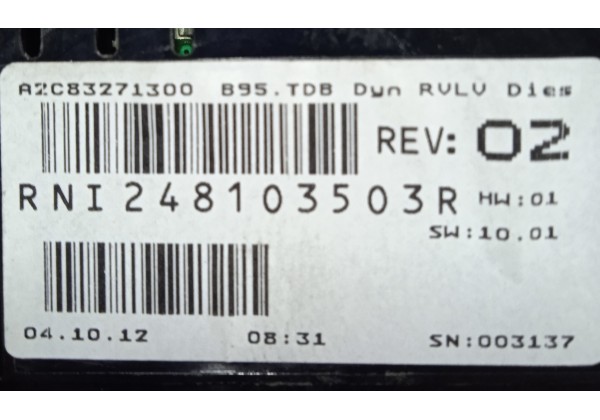 A2C83271300 B95.TDB Dyn RVLV Dies
REV: 02
RNI248103503R HW:01
SW:10.01
04.10.12 08:31 SN:003137